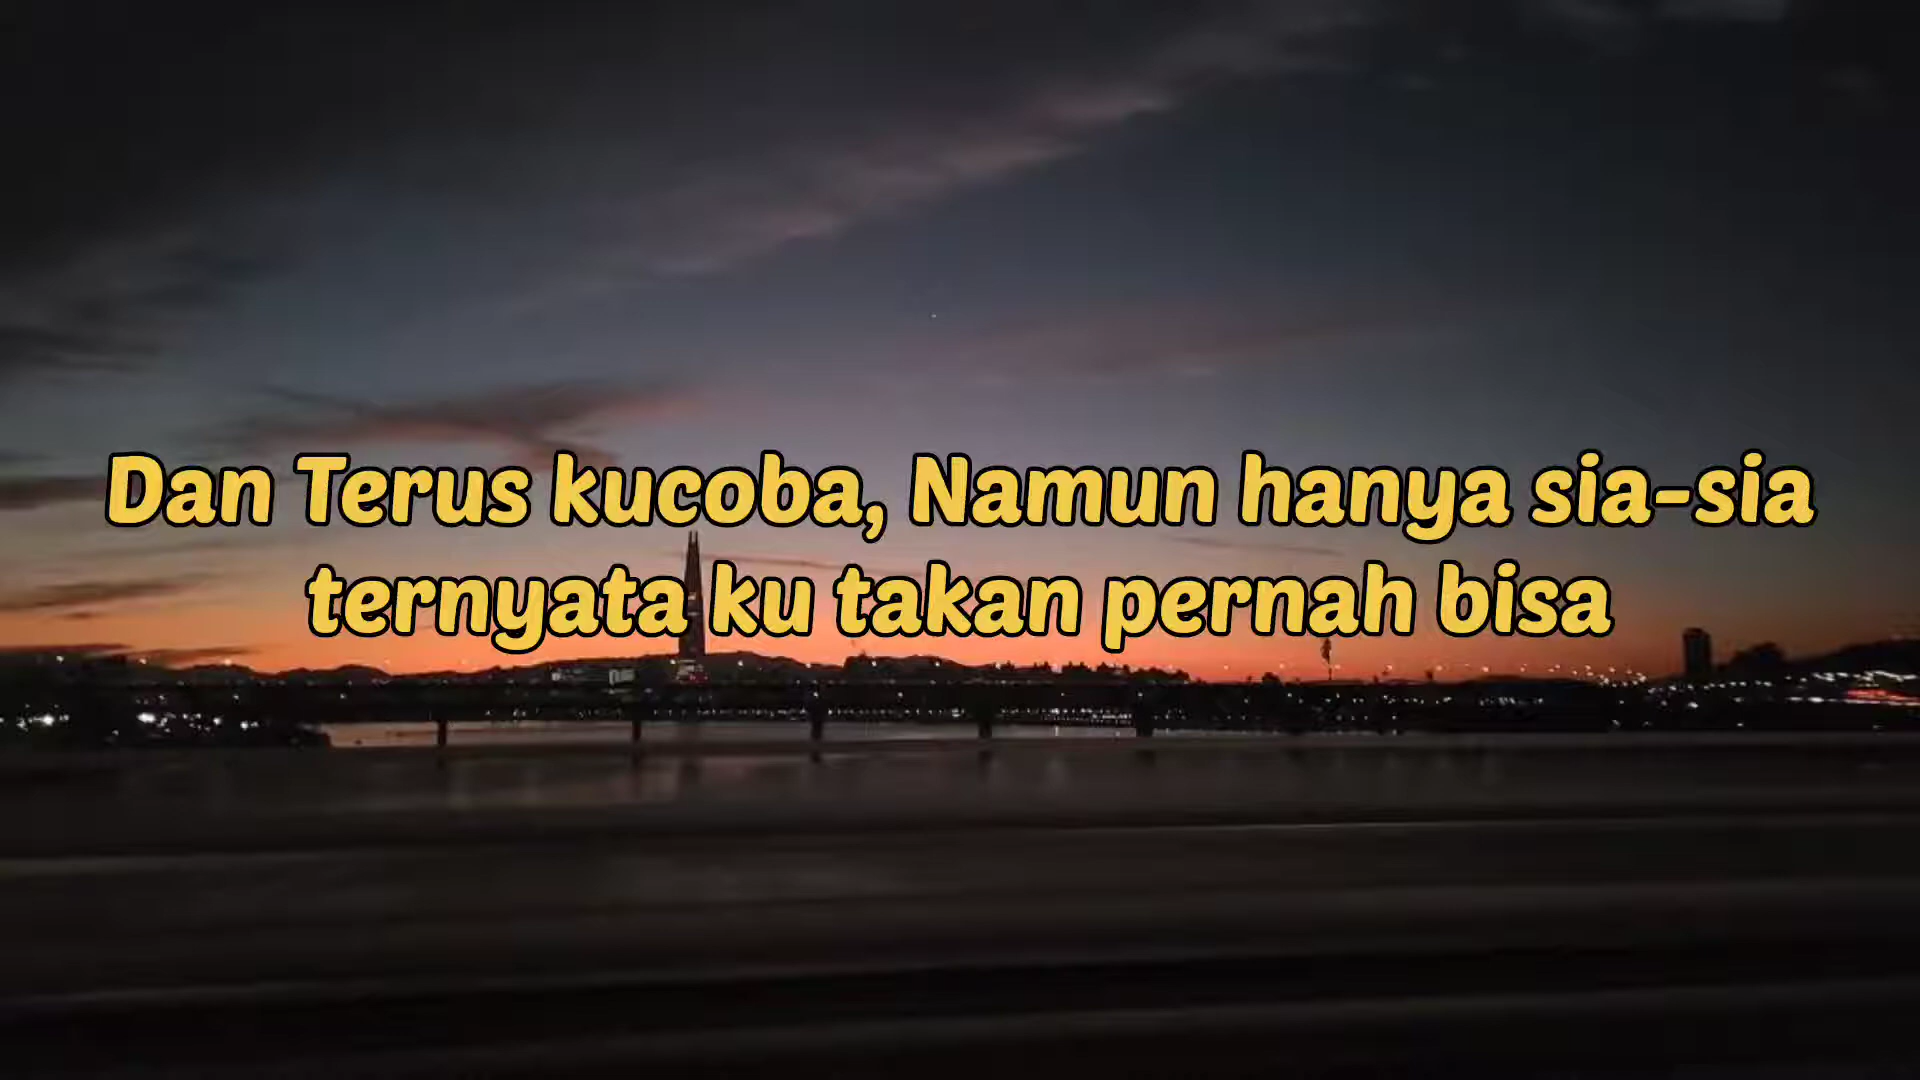 Dan Terus kucoba, Namun hanya sia-sia
ternyata ku takan pernah bisa